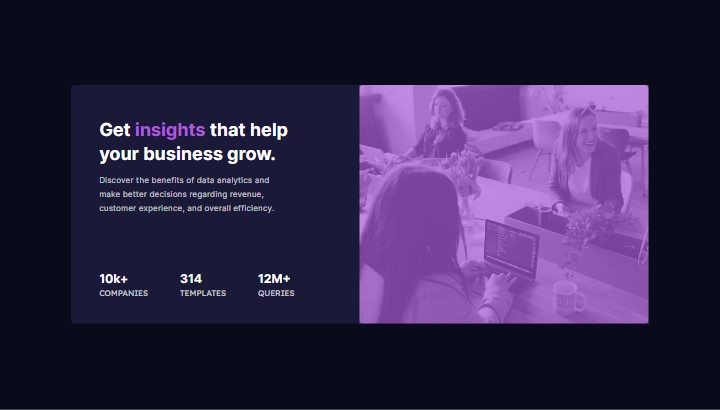 Get insights that help
your business grow.
Discover the benefits of data analytics and
make better decisions regarding revenue,
customer experience, and overall efficiency.
10k+ 314 12M+
COMPANIES TEMPLATES QUERIES